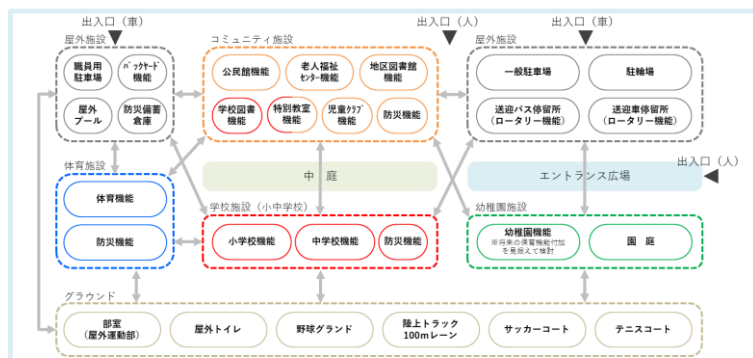 出入口（車）
出入口（人）
出入口（車）
屋外施設
コミュニティ施設
屋外施設
職員用
駐車場
バックヤード
機能
屋外
プール
防災備蓄
倉庫
公民館機能
老人福祉
センター機能
地区図書館
機能
学校図書
機能
特別教室
機能
児童クラブ
機能
防災機能
一般駐車場
駐輪場
送迎バス停留所
（ロータリー機能）
送迎車停留所
（ロータリー機能）
出入口（人）
体育施設
体育機能
防災機能
中 庭
エントランス広場
学校施設（小中学校）
小学校機能
中学校機能
防災機能
幼稚園施設
幼稚園機能
※将来の保育機能付加
を見据えて検討
園 庭
グラウンド
部室
（屋外運動部）
屋外トイレ
野球グランド
陸上トラック
100mレーン
サッカーコート
テニスコート